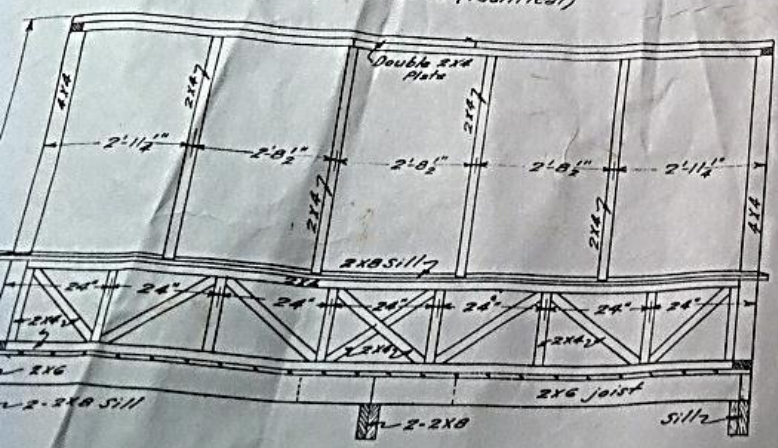 (Identical)
Double 2X4
Plate
4X4
2X4
2X4
2X4
2X4
4X4
2'-11¼"
2'-8½"
2'-8½"
2'-8½"
2'-11¼"
2X8 Sill
2X4
24"
24"
24"
24"
24"
24"
24"
2X4
2X4
2X4
2X6
2X6 joist
2-2X8 Sill
2-2X8
Sill